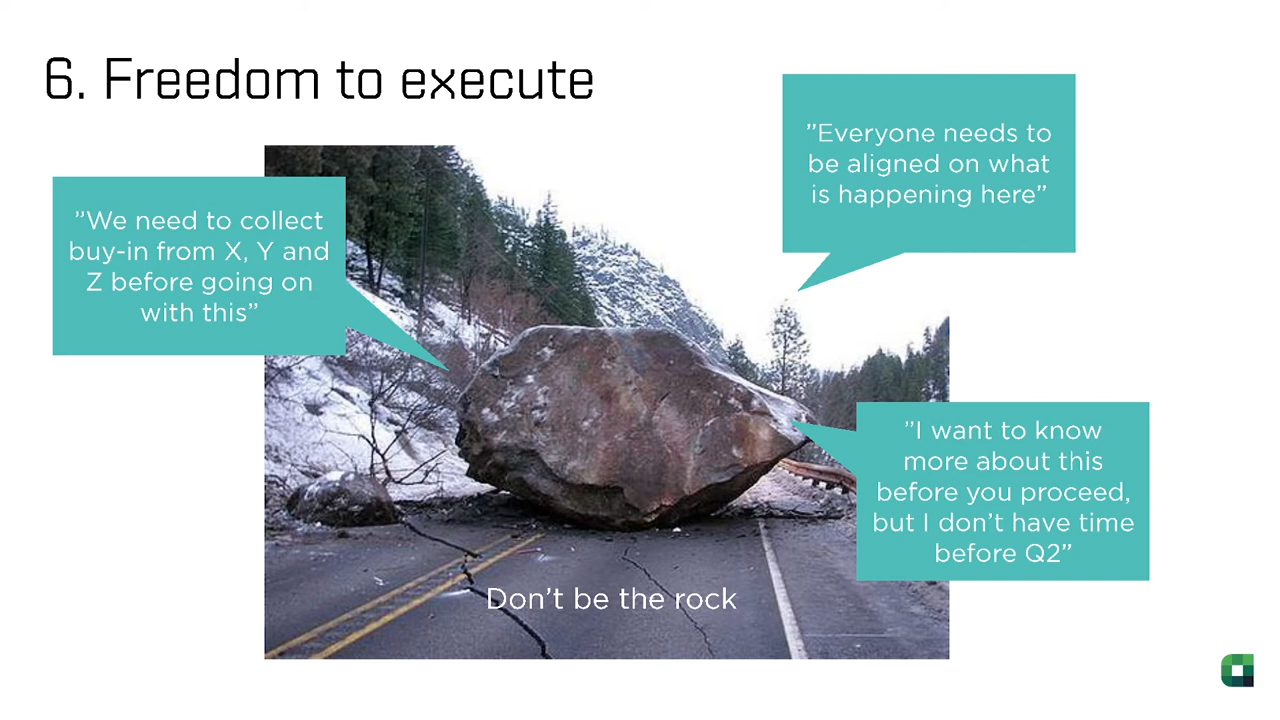 6. Freedom to execute
”Everyone needs to
be aligned on what
is happening here”
”We need to collect
buy-in from X, Y and
Z before going on
with this”
”I want to know
more about this
before you proceed,
but I don’t have time
before Q2”
Don’t be the rock